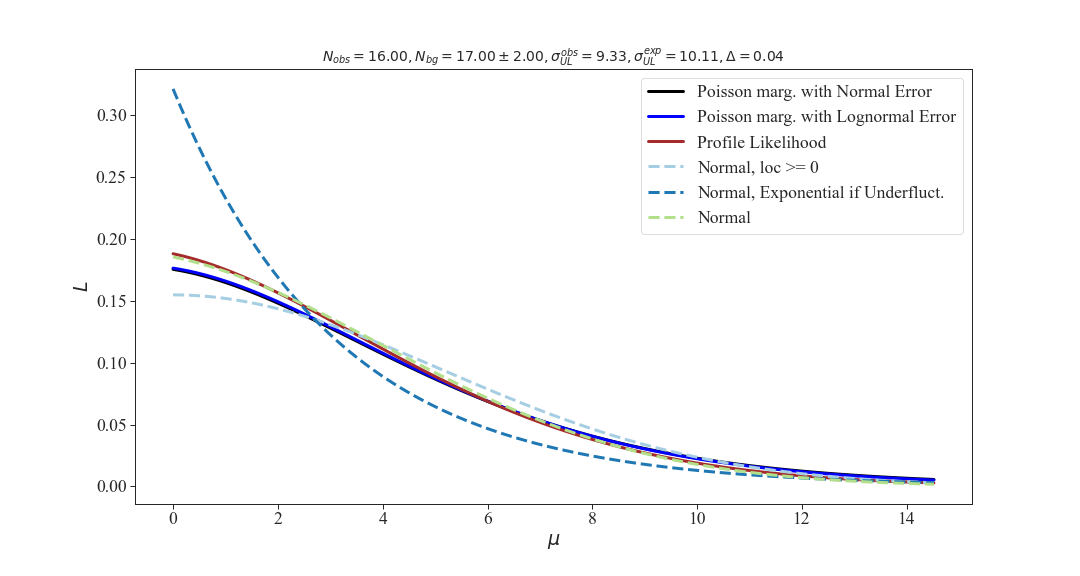 N_obs = 16.00, N_bg = 17.00 ± 2.00, σ_UL^obs = 9.33, σ_UL^exp = 10.11, Δ = 0.04
Poisson marg. with Normal Error
Poisson marg. with Lognormal Error
Profile Likelihood
Normal, loc >= 0
Normal, Exponential if Underfluct.
Normal
L
0.30
0.25
0.20
0.15
0.10
0.05
0.00
0 2 4 6 8 10 12 14
μ